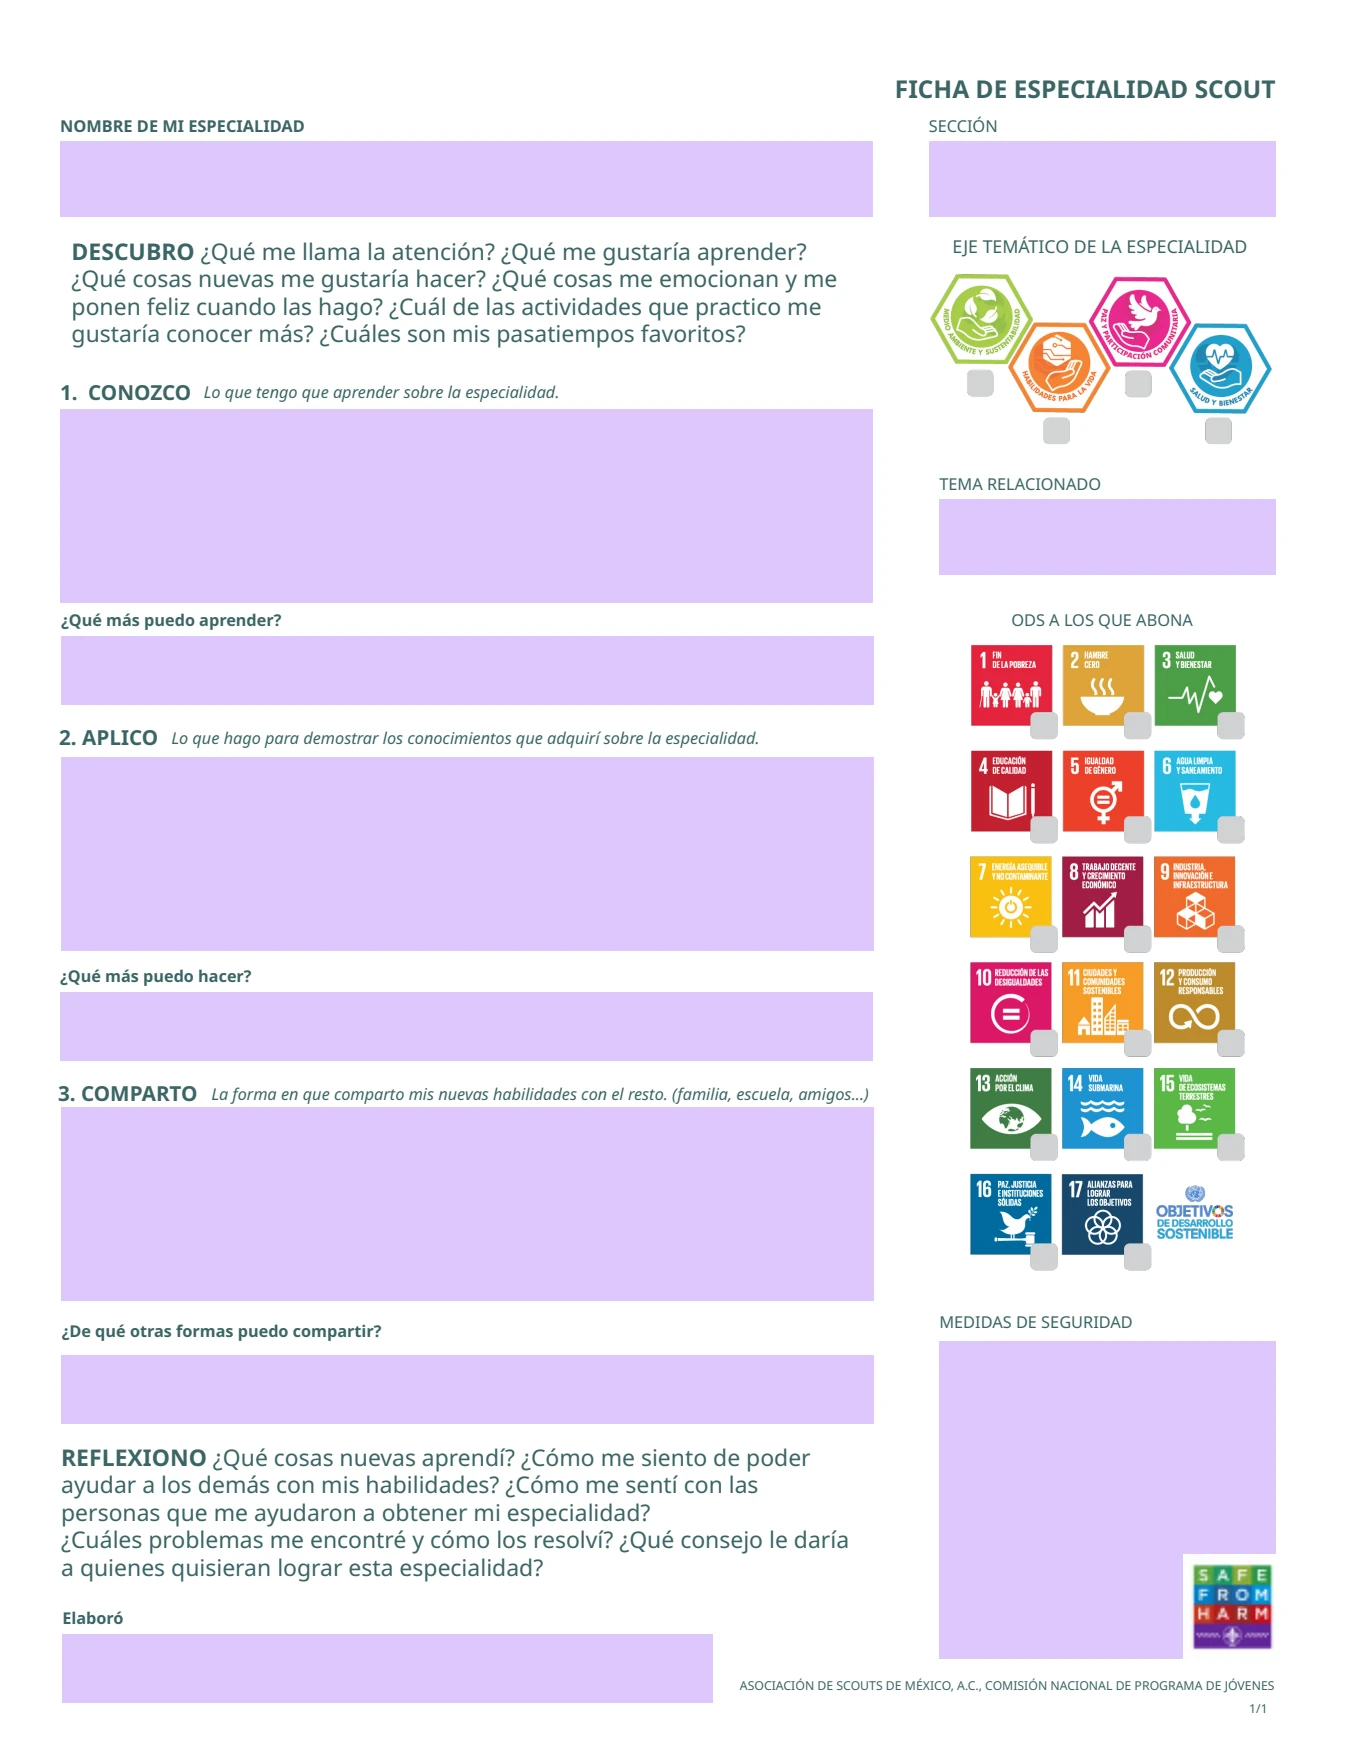 FICHA DE ESPECIALIDAD SCOUT
NOMBRE DE MI ESPECIALIDAD
SECCIÓN
DESCUBRO ¿Qué me llama la atención? ¿Qué me gustaría aprender?
¿Qué cosas nuevas me gustaría hacer? ¿Qué cosas me emocionan y me
ponen feliz cuando las hago? ¿Cuál de las actividades que practico me
gustaría conocer más? ¿Cuáles son mis pasatiempos favoritos?
EJE TEMÁTICO DE LA ESPECIALIDAD
MEDIO AMBIENTE Y SUSTENTABILIDAD
HABILIDADES PARA LA VIDA
PAZ Y PARTICIPACIÓN COMUNITARIA
SALUD Y BIENESTAR
1. CONOZCO Lo que tengo que aprender sobre la especialidad.
TEMA RELACIONADO
¿Qué más puedo aprender?
2. APLICO Lo que hago para demostrar los conocimientos que adquirí sobre la especialidad.
¿Qué más puedo hacer?
3. COMPARTO La forma en que comparto mis nuevas habilidades con el resto. (familia, escuela, amigos...)
¿De qué otras formas puedo compartir?
REFLEXIONO ¿Qué cosas nuevas aprendí? ¿Cómo me siento de poder
ayudar a los demás con mis habilidades? ¿Cómo me sentí con las
personas que me ayudaron a obtener mi especialidad?
¿Cuáles problemas me encontré y cómo los resolví? ¿Qué consejo le daría
a quienes quisieran lograr esta especialidad?
Elaboró
ODS A LOS QUE ABONA
1 FIN
DE LA POBREZA
2 HAMBRE
CERO
3 SALUD
Y BIENESTAR
4 EDUCACIÓN
DE CALIDAD
5 IGUALDAD
DE GÉNERO
6 AGUA LIMPIA
Y SANEAMIENTO
7 ENERGÍA ASEQUIBLE
Y NO CONTAMINANTE
8 TRABAJO DECENTE
Y CRECIMIENTO
ECONÓMICO
9 INDUSTRIA,
INNOVACIÓN E
INFRAESTRUCTURA
10 REDUCCIÓN DE LAS
DESIGUALDADES
11 CIUDADES Y
COMUNIDADES
SOSTENIBLES
12 PRODUCCIÓN
Y CONSUMO
RESPONSABLES
13 ACCIÓN
POR EL CLIMA
14 VIDA
SUBMARINA
15 VIDA
DE ECOSISTEMAS
TERRESTRES
16 PAZ, JUSTICIA
E INSTITUCIONES
SÓLIDAS
17 ALIANZAS PARA
LOGRAR
LOS OBJETIVOS
OBJETIVOS
DE DESARROLLO
SOSTENIBLE
MEDIDAS DE SEGURIDAD
SAFE
FROM
HARM
ASOCIACIÓN DE SCOUTS DE MÉXICO, A.C., COMISIÓN NACIONAL DE PROGRAMA DE JÓVENES
1/1